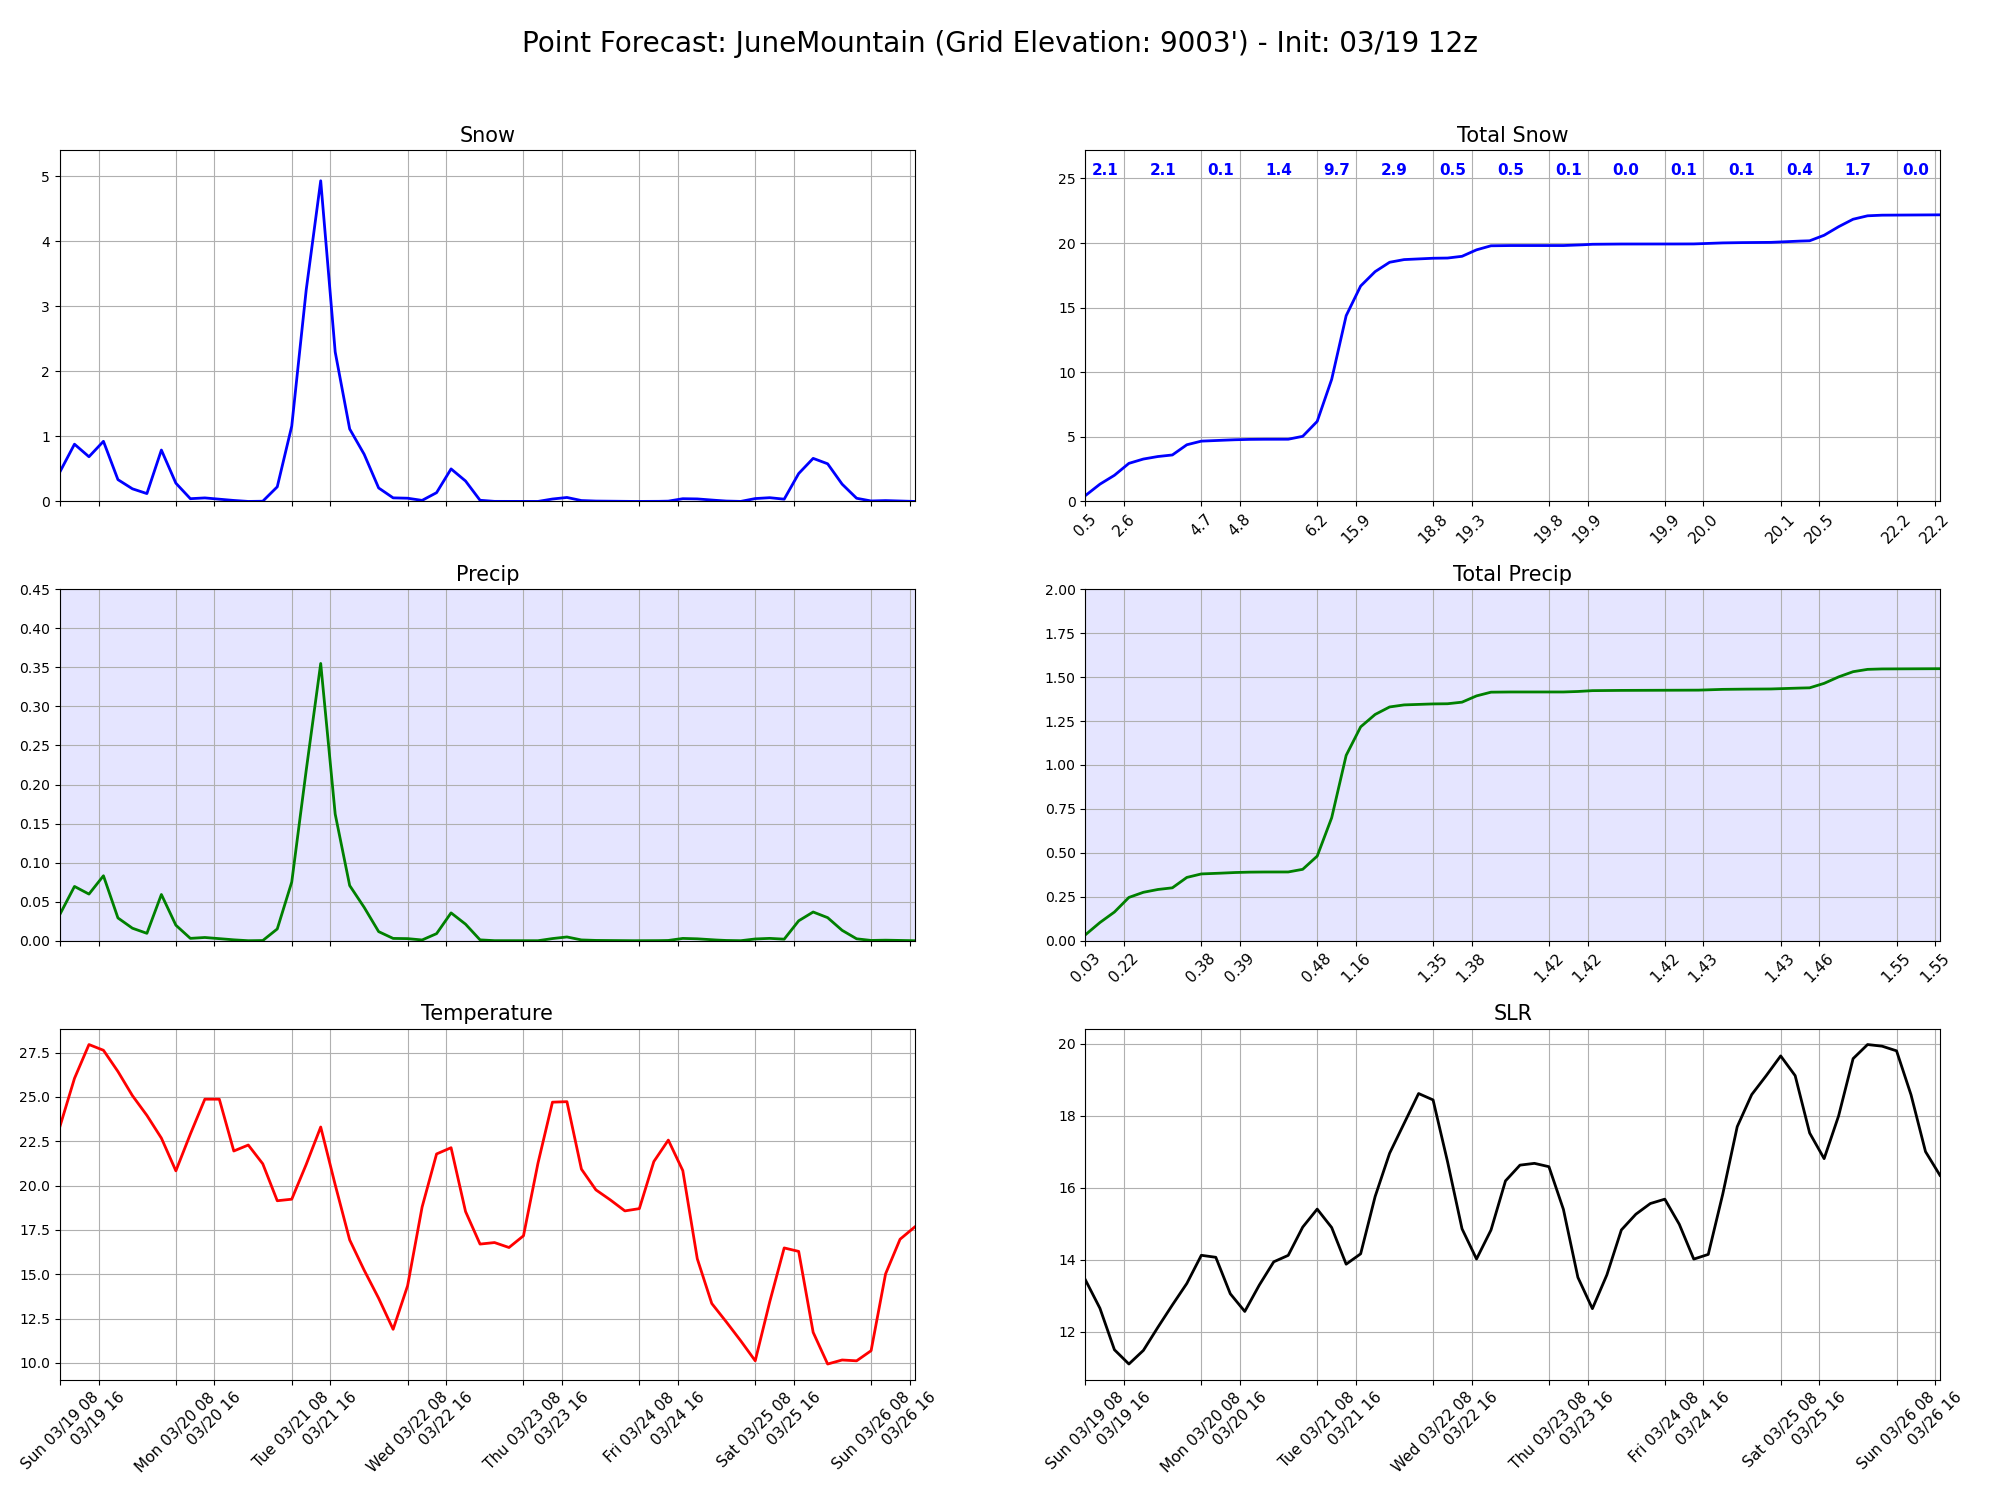 Point Forecast: JuneMountain (Grid Elevation: 9003') - Init: 03/19 12z
Snow
5
4
3
2
1
0
Total Snow
2.1 2.1 0.1 1.4 9.7 2.9 0.5 0.5 0.1 0.0 0.1 0.1 0.4 1.7 0.0
25
20
15
10
5
0
0.5 2.6 4.7 4.8 6.2 15.9 18.8 19.3 19.8 19.9 19.9 20.0 20.1 20.5 22.2 22.2
Precip
0.45
0.40
0.35
0.30
0.25
0.20
0.15
0.10
0.05
0.00
Total Precip
2.00
1.75
1.50
1.25
1.00
0.75
0.50
0.25
0.00
0.03 0.22 0.38 0.39 0.48 1.16 1.35 1.38 1.42 1.42 1.42 1.43 1.43 1.46 1.55 1.55
Temperature
27.5
25.0
22.5
20.0
17.5
15.0
12.5
10.0
Sun 03/19 08
03/19 16
Mon 03/20 08
03/20 16
Tue 03/21 08
03/21 16
Wed 03/22 08
03/22 16
Thu 03/23 08
03/23 16
Fri 03/24 08
03/24 16
Sat 03/25 08
03/25 16
Sun 03/26 08
03/26 16
SLR
20
18
16
14
12
Sun 03/19 08
03/19 16
Mon 03/20 08
03/20 16
Tue 03/21 08
03/21 16
Wed 03/22 08
03/22 16
Thu 03/23 08
03/23 16
Fri 03/24 08
03/24 16
Sat 03/25 08
03/25 16
Sun 03/26 08
03/26 16